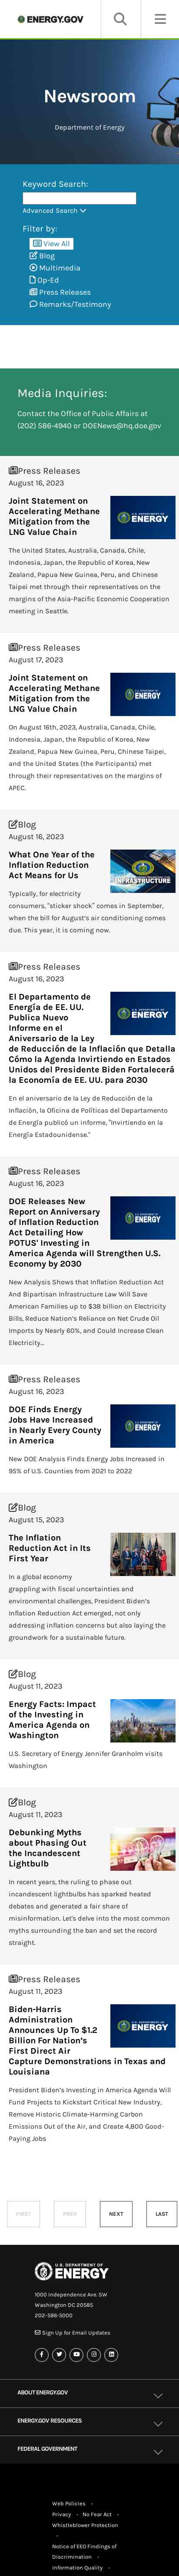 ENERGY.GOV
Newsroom
Department of Energy
Keyword Search:
Advanced Search
Filter by:
View All
Blog
Multimedia
Op-Ed
Press Releases
Remarks/Testimony
Media Inquiries:
Contact the Office of Public Affairs at
(202) 586-4940 or DOENews@hq.doe.gov
Press Releases
August 16, 2023
Joint Statement on
Accelerating Methane
Mitigation from the
LNG Value Chain
ENERGY
The United States, Australia, Canada, Chile,
Indonesia, Japan, the Republic of Korea, New
Zealand, Papua New Guinea, Peru, and Chinese
Taipei met through their representatives on the
margins of the Asia-Pacific Economic Cooperation
meeting in Seattle.
Press Releases
August 17, 2023
Joint Statement on
Accelerating Methane
Mitigation from the
LNG Value Chain
ENERGY
On August 16th, 2023, Australia, Canada, Chile,
Indonesia, Japan, the Republic of Korea, New
Zealand, Papua New Guinea, Peru, Chinese Taipei,
and the United States (the Participants) met
through their representatives on the margins of
APEC.
Blog
August 16, 2023
What One Year of the
Inflation Reduction
Act Means for Us
INFRASTRUCTURE
Typically, for electricity
consumers, "sticker shock" comes in September,
when the bill for August's air conditioning comes
due. This year, it is coming now.
Press Releases
August 16, 2023
El Departamento de
Energía de EE. UU.
Publica Nuevo
Informe en el
Aniversario de la Ley
de Reducción de la Inflación que Detalla
Cómo la Agenda Invirtiendo en Estados
Unidos del Presidente Biden Fortalecerá
la Economía de EE. UU. para 2030
ENERGY
En el aniversario de la Ley de Reducción de la
Inflación, la Oficina de Políticas del Departamento
de Energía publicó un informe, "Invirtiendo en la
Energía Estadounidense."
Press Releases
August 16, 2023
DOE Releases New
Report on Anniversary
of Inflation Reduction
Act Detailing How
POTUS' Investing in
America Agenda will Strengthen U.S.
Economy by 2030
ENERGY
New Analysis Shows that Inflation Reduction Act
And Bipartisan Infrastructure Law Will Save
American Families up to $38 billion on Electricity
Bills, Reduce Nation's Reliance on Net Crude Oil
Imports by Nearly 60%, and Could Increase Clean
Electricity...
Press Releases
August 16, 2023
DOE Finds Energy
Jobs Have Increased
in Nearly Every County
in America
ENERGY
New DOE Analysis Finds Energy Jobs Increased in
95% of U.S. Counties from 2021 to 2022
Blog
August 15, 2023
The Inflation
Reduction Act in Its
First Year
In a global economy
grappling with fiscal uncertainties and
environmental challenges, President Biden's
Inflation Reduction Act emerged, not only
addressing inflation concerns but also laying the
groundwork for a sustainable future.
Blog
August 11, 2023
Energy Facts: Impact
of the Investing in
America Agenda on
Washington
U.S. Secretary of Energy Jennifer Granholm visits
Washington
Blog
August 11, 2023
Debunking Myths
about Phasing Out
the Incandescent
Lightbulb
In recent years, the ruling to phase out
incandescent lightbulbs has sparked heated
debates and generated a fair share of
misinformation. Let's delve into the most common
myths surrounding the ban and set the record
straight.
Press Releases
August 11, 2023
Biden-Harris
Administration
Announces Up To $1.2
Billion For Nation's
First Direct Air
Capture Demonstrations in Texas and
Louisiana
ENERGY
President Biden's Investing in America Agenda Will
Fund Projects to Kickstart Critical New Industry,
Remove Historic Climate-Harming Carbon
Emissions Out of the Air, and Create 4,800 Good-
Paying Jobs
FIRST
PREV
NEXT
LAST
U.S. DEPARTMENT OF
ENERGY
1000 Independence Ave. SW
Washington DC 20585
202-586-5000
Sign Up for Email Updates
ABOUT ENERGY.GOV
ENERGY.GOV RESOURCES
FEDERAL GOVERNMENT
Web Policies •
Privacy • No Fear Act •
Whistleblower Protection
•
Notice of EEO Findings of
Discrimination •
Information Quality •